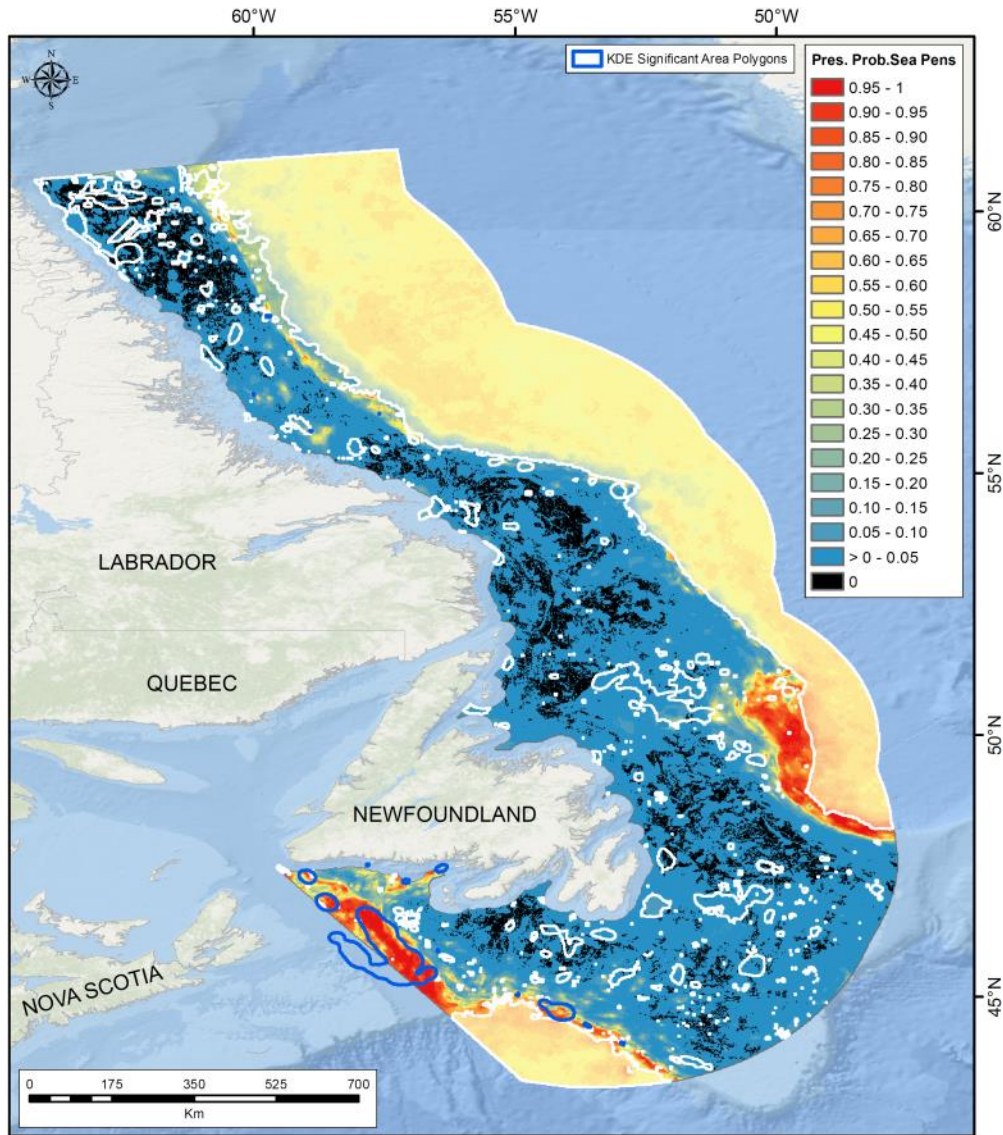 60°W 55°W 50°W
N
W E
S
KDE Significant Area Polygons
Pres. Prob.Sea Pens
0.95 - 1
0.90 - 0.95
0.85 - 0.90
0.80 - 0.85
0.75 - 0.80
0.70 - 0.75
0.65 - 0.70
0.60 - 0.65
0.55 - 0.60
0.50 - 0.55
0.45 - 0.50
0.40 - 0.45
0.35 - 0.40
0.30 - 0.35
0.25 - 0.30
0.20 - 0.25
0.15 - 0.20
0.10 - 0.15
0.05 - 0.10
> 0 - 0.05
0
60°N
55°N
50°N
45°N
LABRADOR
QUEBEC
NEWFOUNDLAND
NOVA SCOTIA
0 175 350 525 700
Km